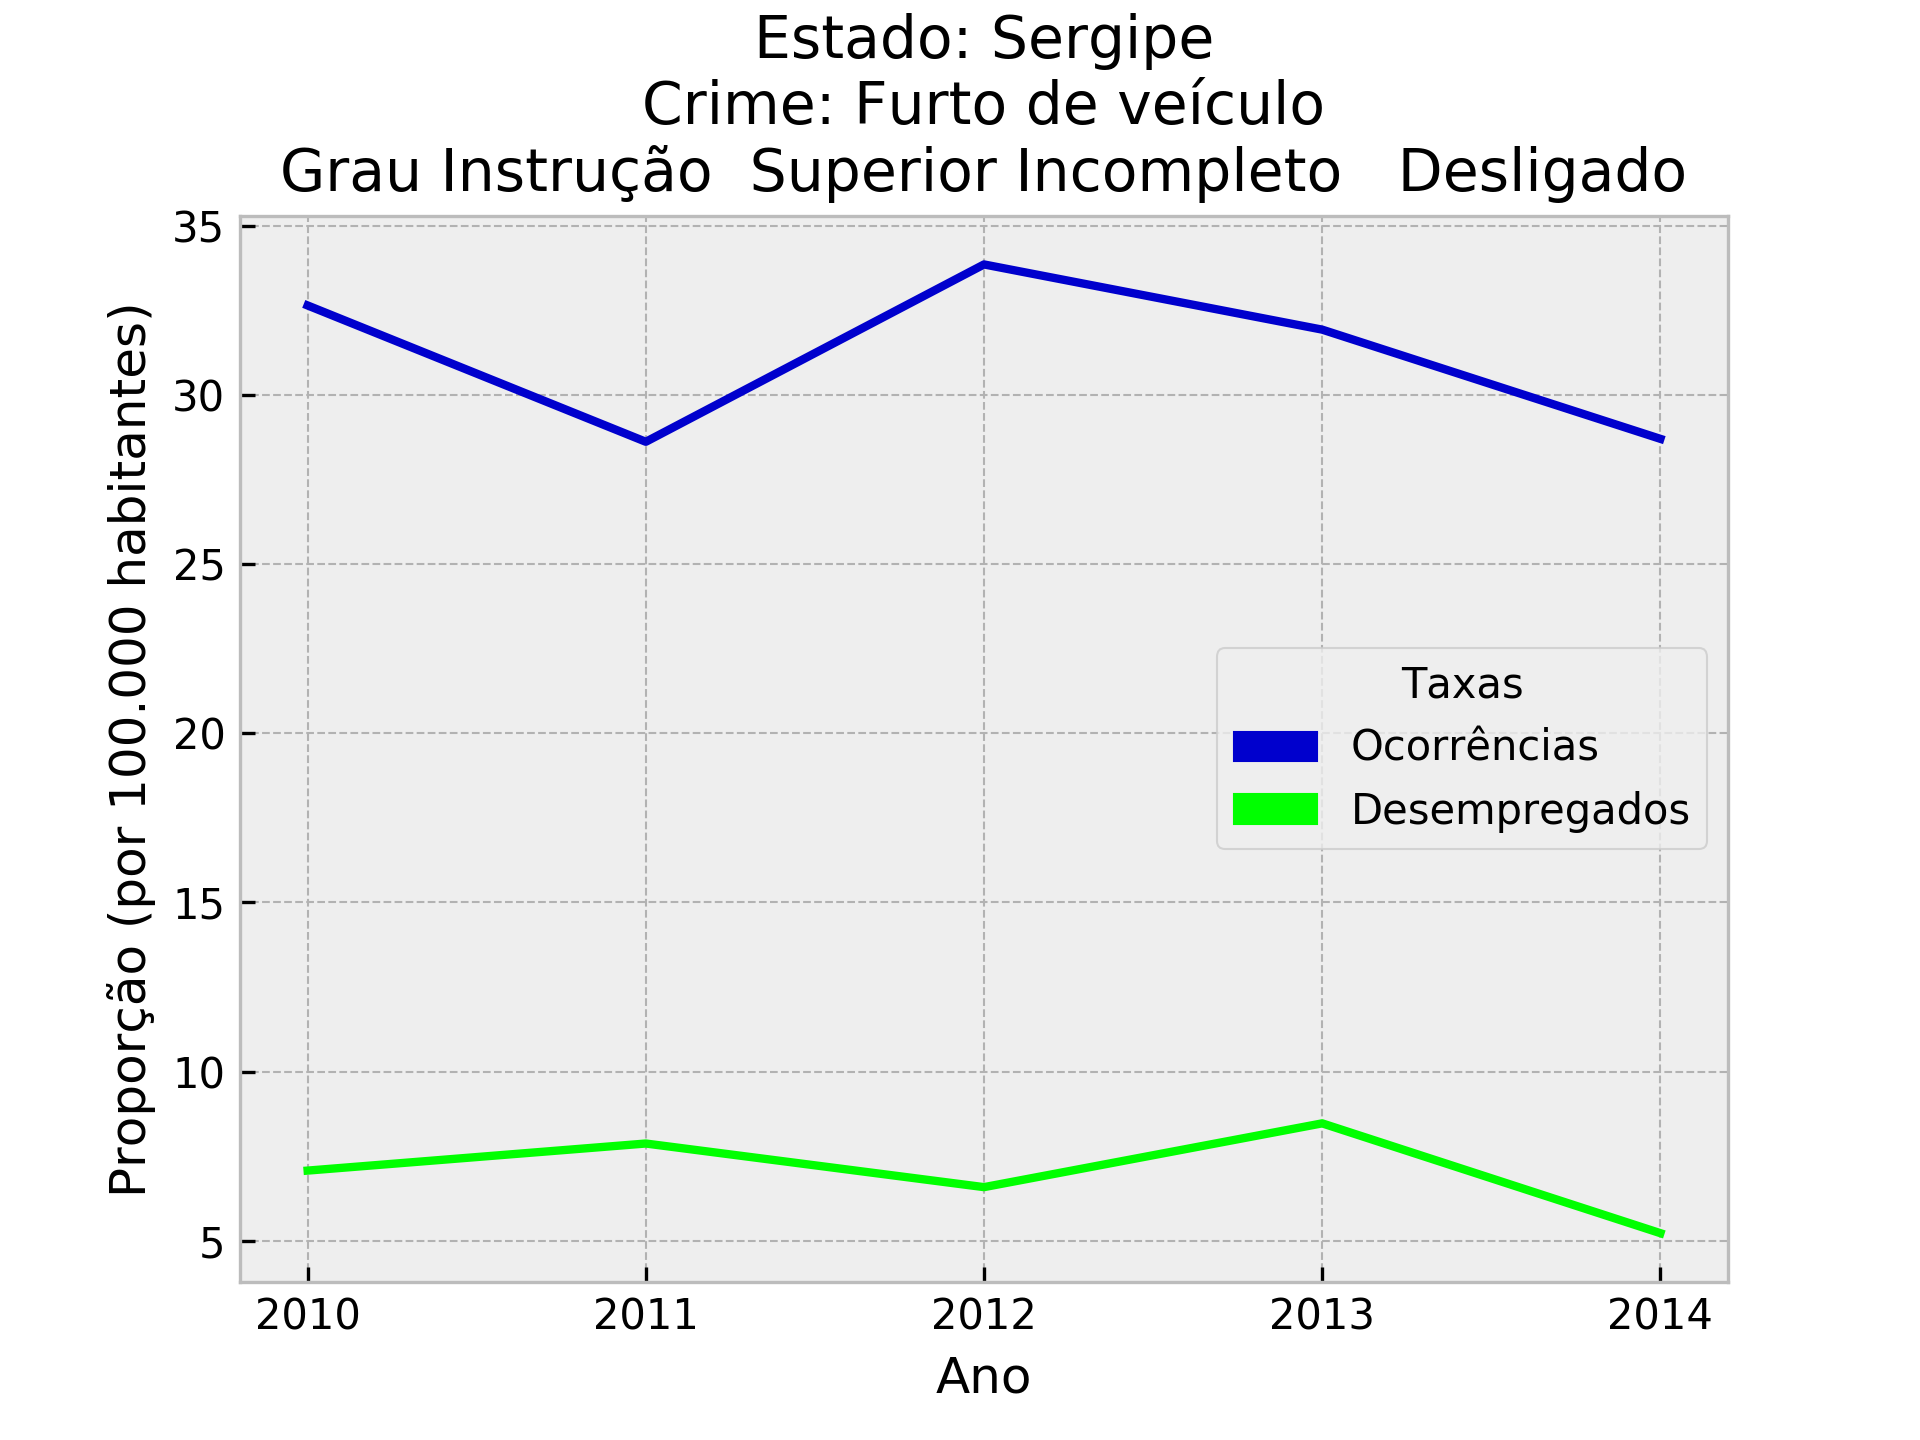 Estado: Sergipe
Crime: Furto de veículo
Grau Instrução  Superior Incompleto   Desligado
Proporção (por 100.000 habitantes)
35
30
25
20
15
10
5
Taxas
Ocorrências
Desempregados
2010 2011 2012 2013 2014
Ano